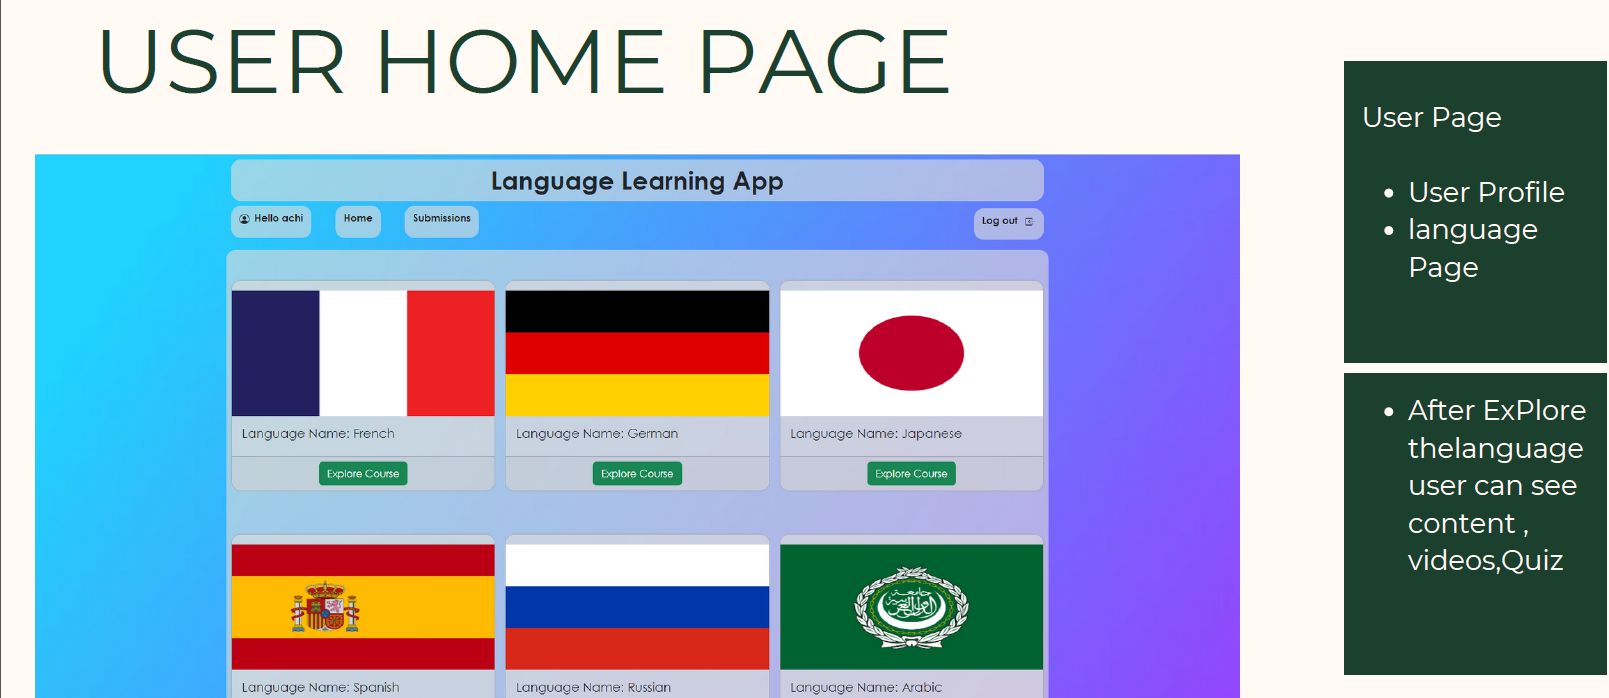 USER HOME PAGE
Language Learning App
Hello achi
Home
Submissions
Log out
Language Name: French
Explore Course
Language Name: German
Explore Course
Language Name: Japanese
Explore Course
Language Name: Spanish
Language Name: Russian
Language Name: Arabic
User Page
User Profile
language
Page
After ExPlore
thelanguage
user can see
content ,
videos,Quiz